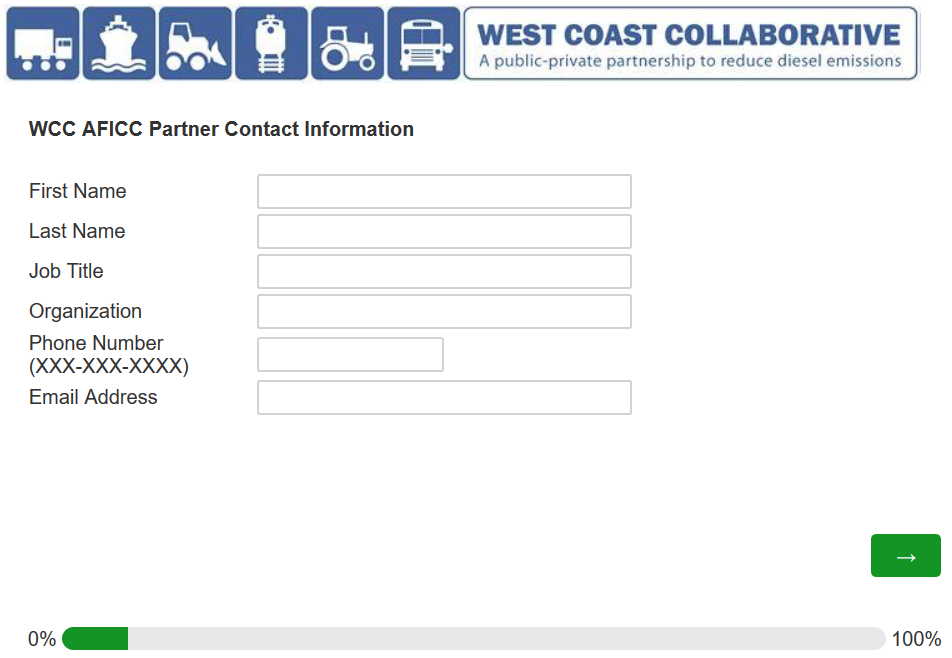 WEST COAST COLLABORATIVE
A public-private partnership to reduce diesel emissions
WCC AFICC Partner Contact Information
First Name
Last Name
Job Title
Organization
Phone Number
(XXX-XXX-XXXX)
Email Address
→
0% 100%